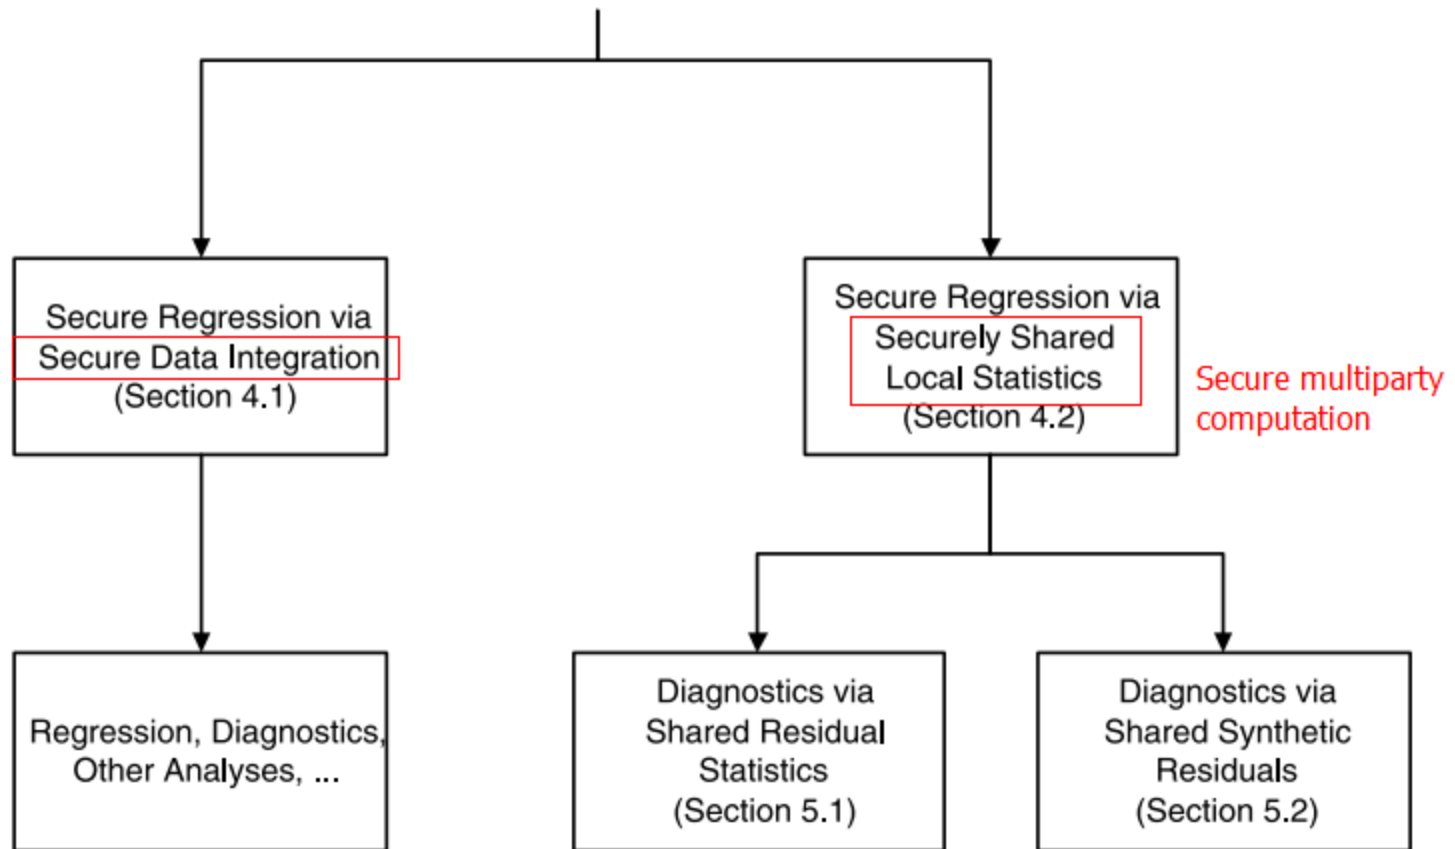 Secure Regression via
Secure Data Integration
(Section 4.1)
Secure Regression via
Securely Shared
Local Statistics
(Section 4.2)
Secure multiparty
computation
Regression, Diagnostics,
Other Analyses, ...
Diagnostics via
Shared Residual
Statistics
(Section 5.1)
Diagnostics via
Shared Synthetic
Residuals
(Section 5.2)